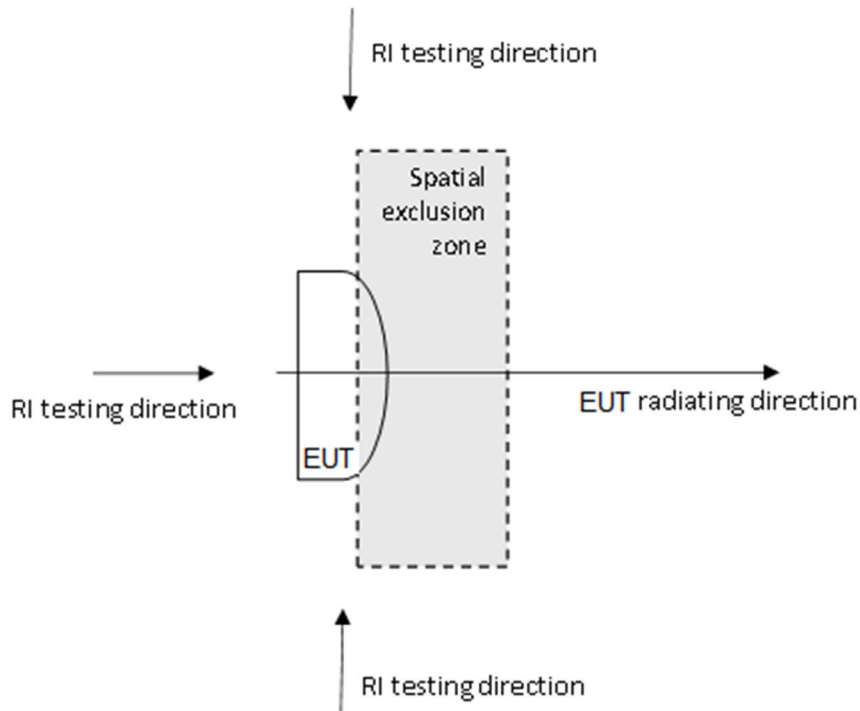 RI testing direction
Spatial
exclusion
zone
RI testing direction
EUT radiating direction
EUT
RI testing direction